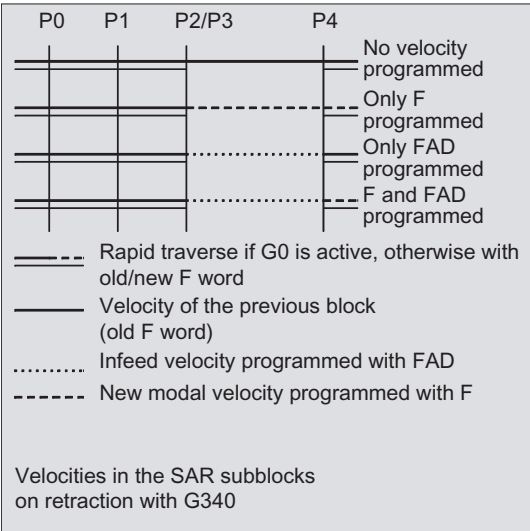 P0 P1 P2/P3 P4
No velocity
programmed
Only F
programmed
Only FAD
programmed
F and FAD
programmed
Rapid traverse if G0 is active, otherwise with
old/new F word
Velocity of the previous block
(old F word)
Infeed velocity programmed with FAD
New modal velocity programmed with F
Velocities in the SAR subblocks
on retraction with G340